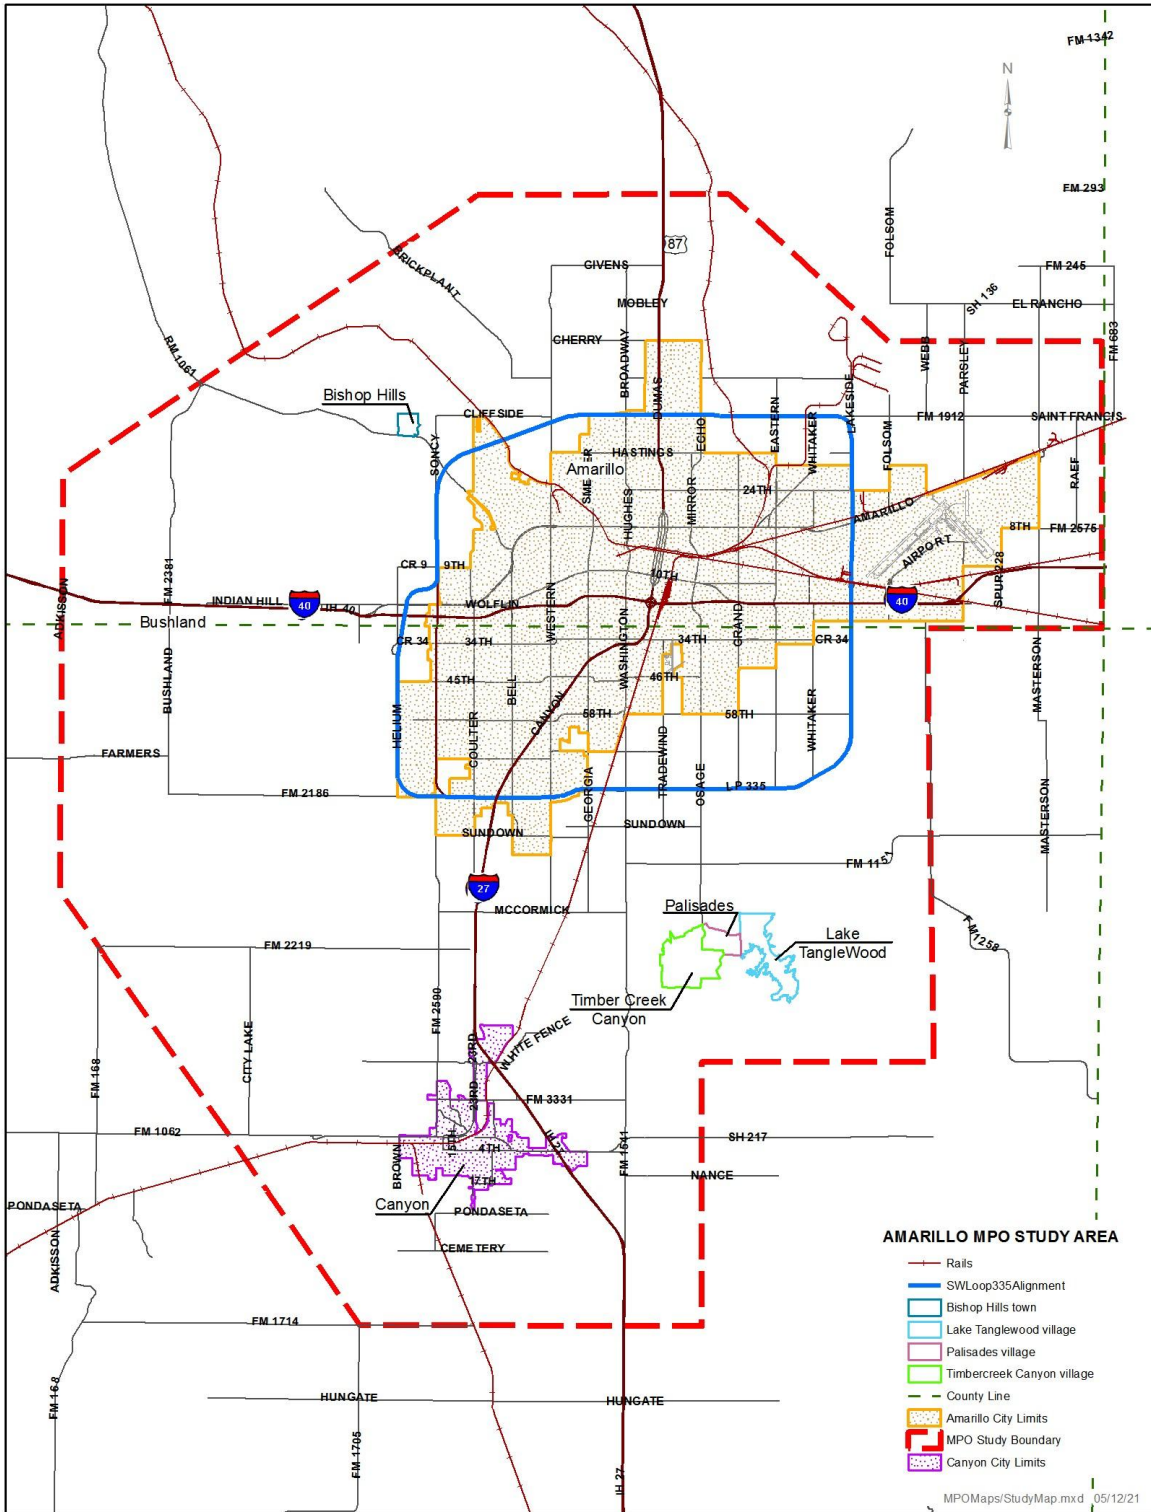 FM 1342
N
FM 293
FOLSOM
87
GIVENS
BRICKPLANT
FM 245
SH 136
EL RANCHO
MOBLEY
CHERRY
BROADWAY
DUMAS
FM 683
WEBB
PARSLEY
RM 1061
Bishop Hills
CLIFFSIDE
LAKESIDE
EASTERN
WHITAKER
ECHO
FM 1912
SAINT FRANCIS
FOLSOM
RAEF
SONCY
HASTINGS
Amarillo
HUGHES
MIRROR
24TH
AMARILLO
8TH
FM 2575
AIRPORT
SPUR 228
CR 9
9TH
10TH
FM 2381
ADKISSON
INDIAN HILL
40
IH 40
WOLFLIN
WESTERN
WASHINGTON
GRAND
40
Bushland
CR 34
34TH
34TH
CR 34
BUSHLAND
45TH
BELL
46TH
MASTERSON
CANYON
58TH
58TH
HELIUM
COULTER
WHITAKER
FARMERS
TRADEWIND
GEORGIA
OSAGE
LP 335
FM 2186
MASTERSON
SUNDOWN
SUNDOWN
FM 1151
27
MCCORMICK
Palisades
Lake
TangleWood
FM 1258
FM 2219
Timber Creek
Canyon
FM 2590
CITY LAKE
23RD
WHITE FENCE
FM 168
23RD
FM 3331
FM 1062
15TH
4TH
IH 27
FM 1541
SH 217
BROWN
17TH
NANCE
PONDASETA
Canyon
PONDASETA
ADKISSON
CEMETERY
FM 1714
HUNGATE
HUNGATE
FM 168
FM 1705
IH 27
AMARILLO MPO STUDY AREA
Rails
SWLoop335Alignment
Bishop Hills town
Lake Tanglewood village
Palisades village
Timbercreek Canyon village
County Line
Amarillo City Limits
MPO Study Boundary
Canyon City Limits
MPOMaps/StudyMap.mxd 05/12/21